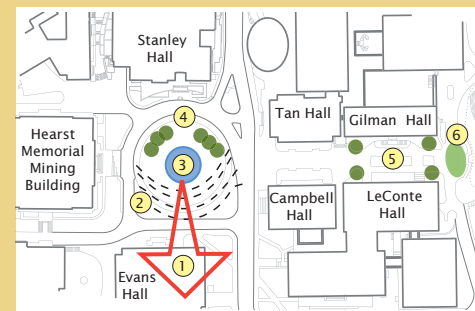 Stanley
Hall
4
Hearst
Memorial
Mining
Building
3
2
1
Evans
Hall
Tan Hall
Gilman Hall
6
5
Campbell
Hall
LeConte
Hall